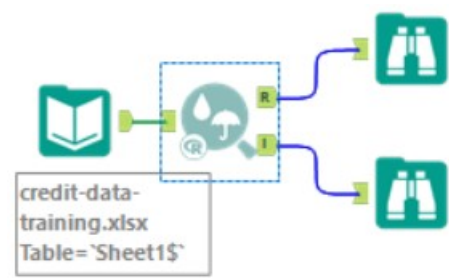 R
I
R
credit-data-
training.xlsx
Table=`Sheet1$`